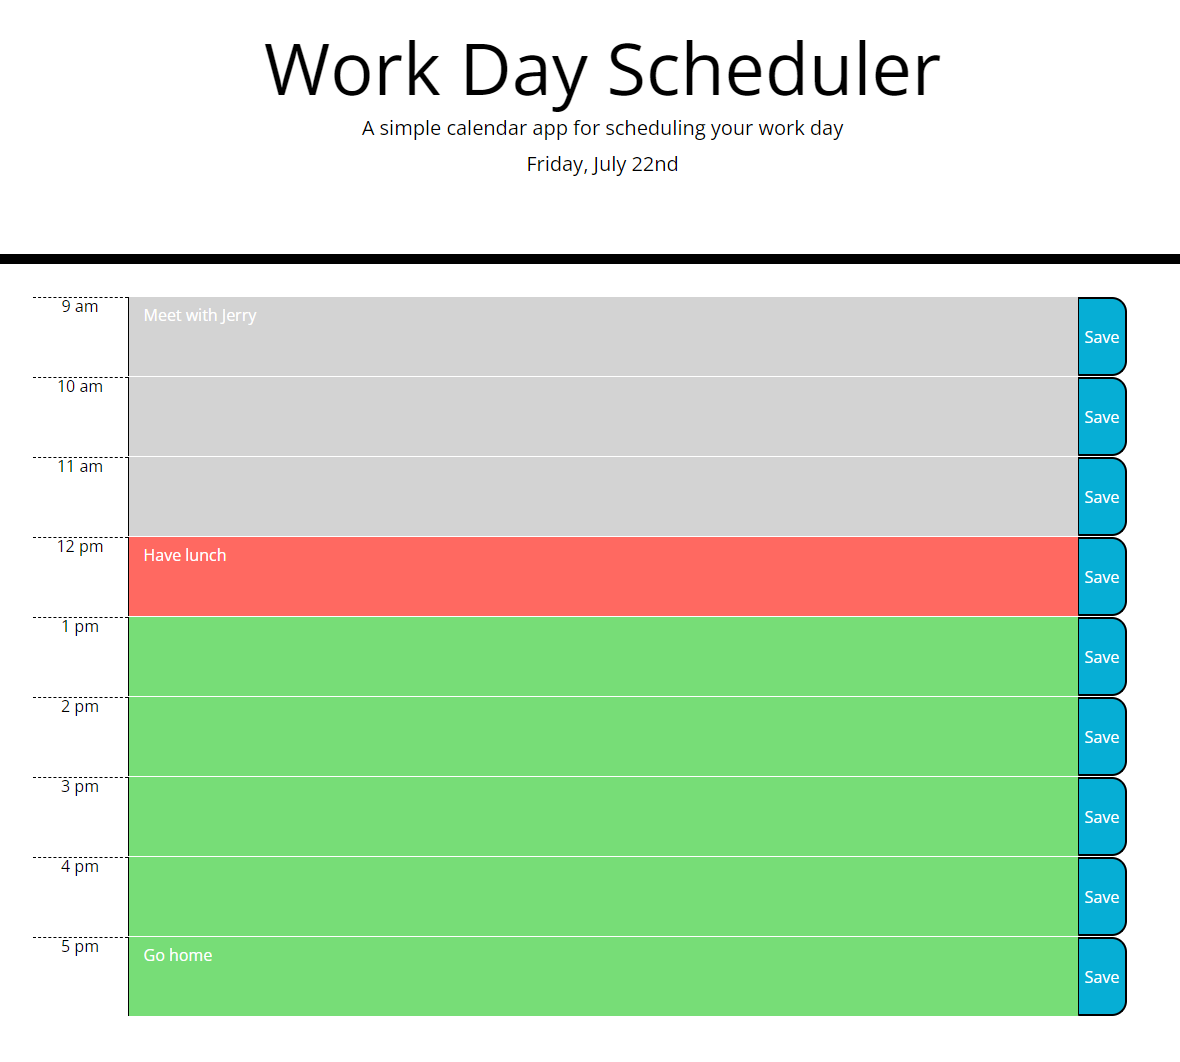 Work Day Scheduler
A simple calendar app for scheduling your work day
Friday, July 22nd
9 am
Meet with Jerry
Save
10 am
Save
11 am
Save
12 pm
Have lunch
Save
1 pm
Save
2 pm
Save
3 pm
Save
4 pm
Save
5 pm
Go home
Save